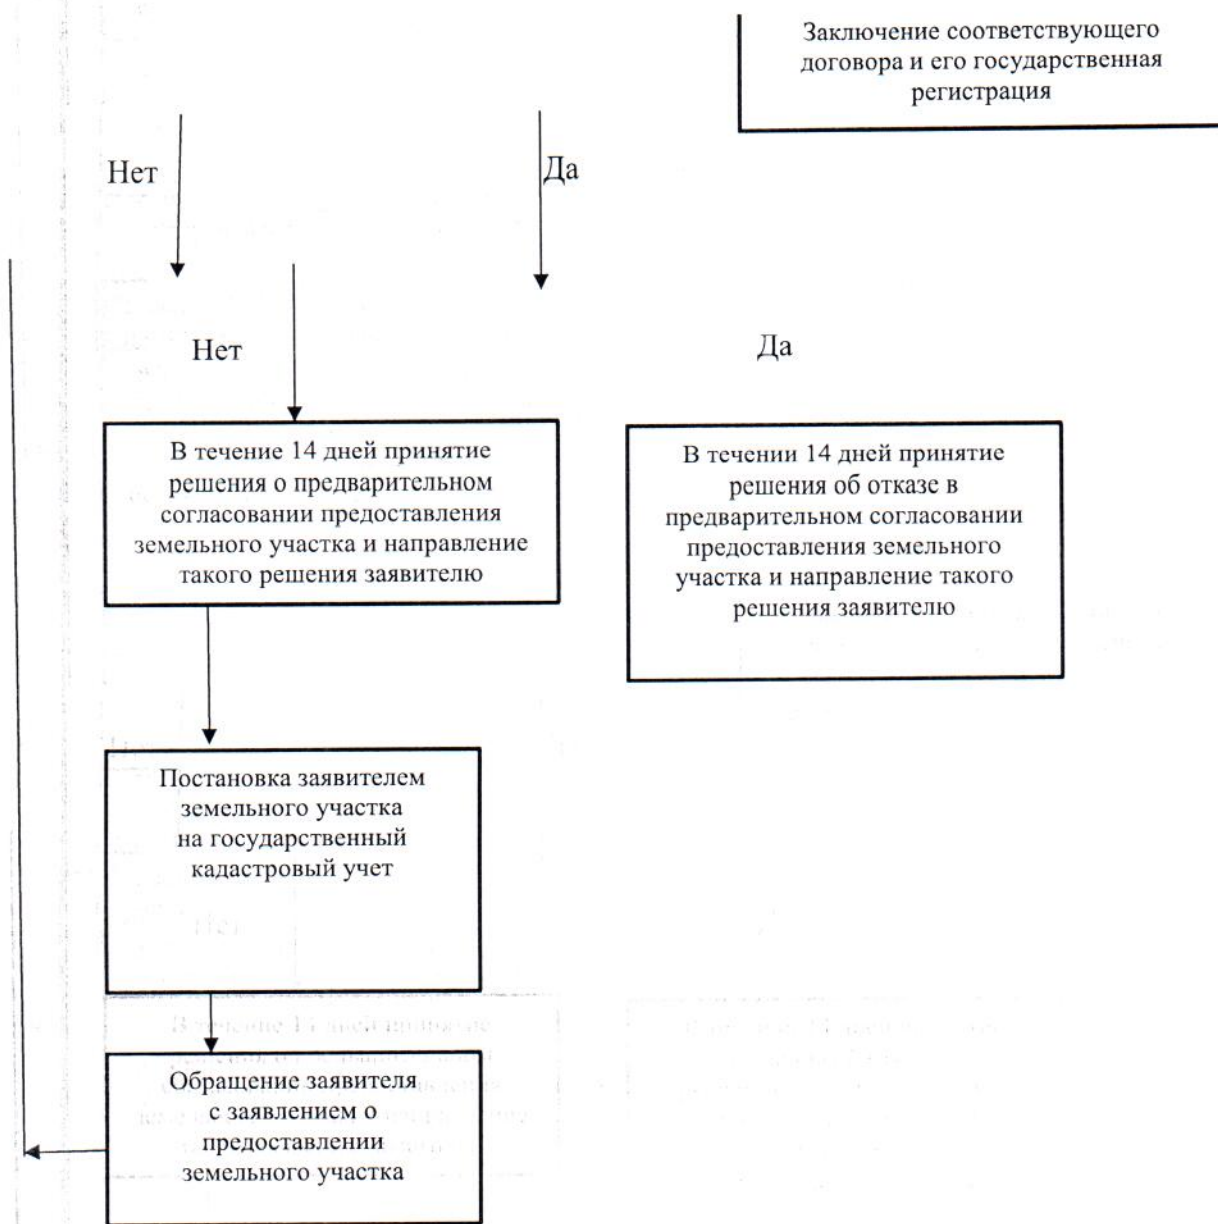 Заключение соответствующего
договора и его государственная
регистрация
Нет
Да
Нет
Да
В течение 14 дней принятие
решения о предварительном
согласовании предоставления
земельного участка и направление
такого решения заявителю
В течении 14 дней принятие
решения об отказе в
предварительном согласовании
предоставления земельного
участка и направление такого
решения заявителю
Постановка заявителем
земельного участка
на государственный
кадастровый учет
Обращение заявителя
с заявлением о
предоставлении
земельного участка